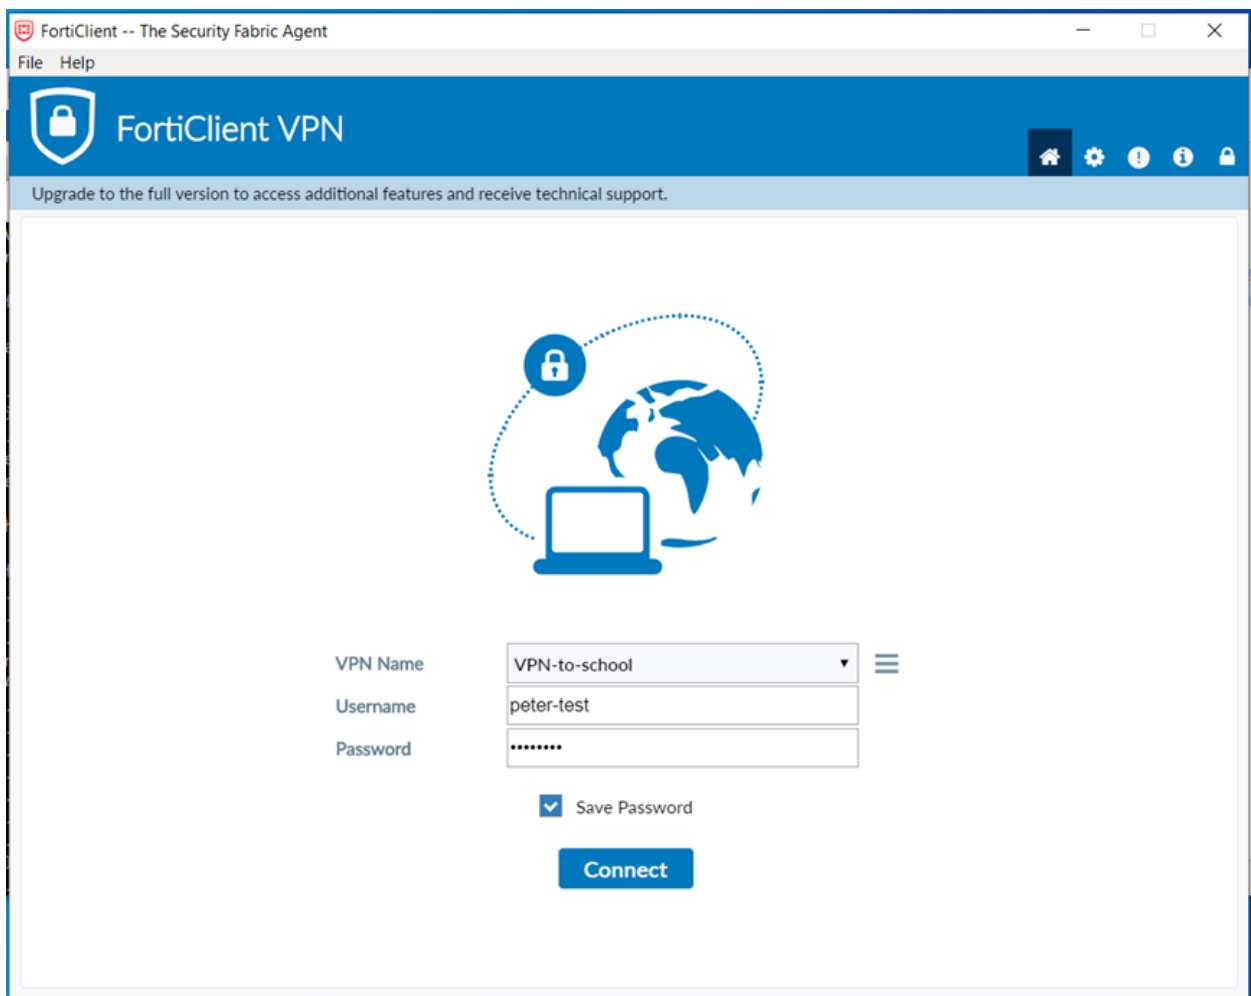 FortiClient -- The Security Fabric Agent
File Help
FortiClient VPN
Upgrade to the full version to access additional features and receive technical support.
VPN Name VPN-to-school
Username peter-test
Password ••••••••
Save Password
Connect